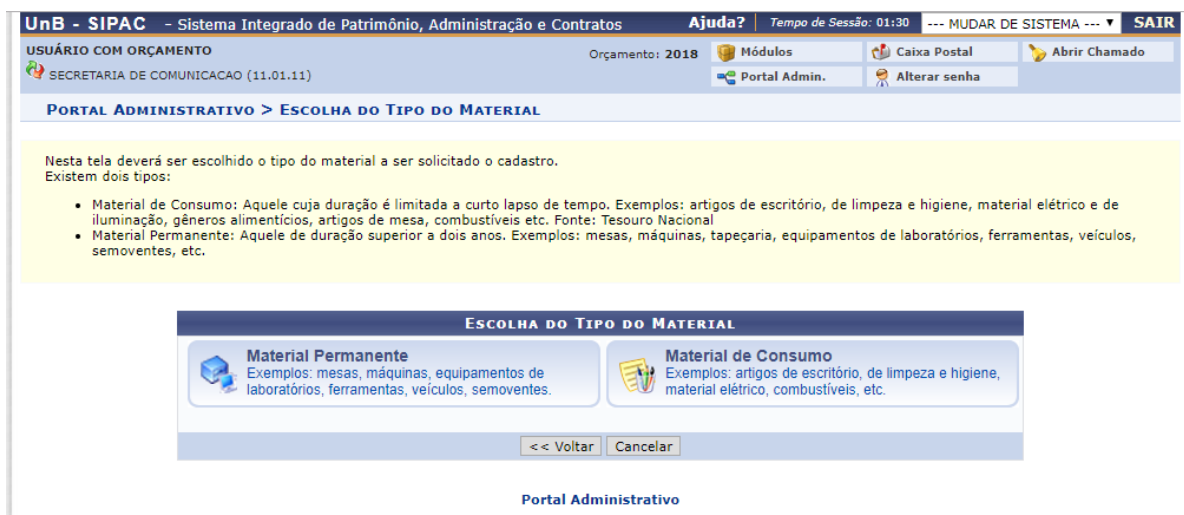 UnB - SIPAC - Sistema Integrado de Patrimônio, Administração e Contratos Ajuda? Tempo de Sessão: 01:30 --- MUDAR DE SISTEMA --- SAIR
USUÁRIO COM ORÇAMENTO Orçamento: 2018 Módulos Caixa Postal Abrir Chamado
SECRETARIA DE COMUNICACAO (11.01.11) Portal Admin. Alterar senha
PORTAL ADMINISTRATIVO > ESCOLHA DO TIPO DO MATERIAL
Nesta tela deverá ser escolhido o tipo do material a ser solicitado o cadastro.
Existem dois tipos:
• Material de Consumo: Aquele cuja duração é limitada a curto lapso de tempo. Exemplos: artigos de escritório, de limpeza e higiene, material elétrico e de
iluminação, gêneros alimentícios, artigos de mesa, combustíveis etc. Fonte: Tesouro Nacional
• Material Permanente: Aquele de duração superior a dois anos. Exemplos: mesas, máquinas, tapeçaria, equipamentos de laboratórios, ferramentas, veículos,
semoventes, etc.
ESCOLHA DO TIPO DO MATERIAL
Material Permanente
Exemplos: mesas, máquinas, equipamentos de
laboratórios, ferramentas, veículos, semoventes.
Material de Consumo
Exemplos: artigos de escritório, de limpeza e higiene,
material elétrico, combustíveis, etc.
<< Voltar Cancelar
Portal Administrativo